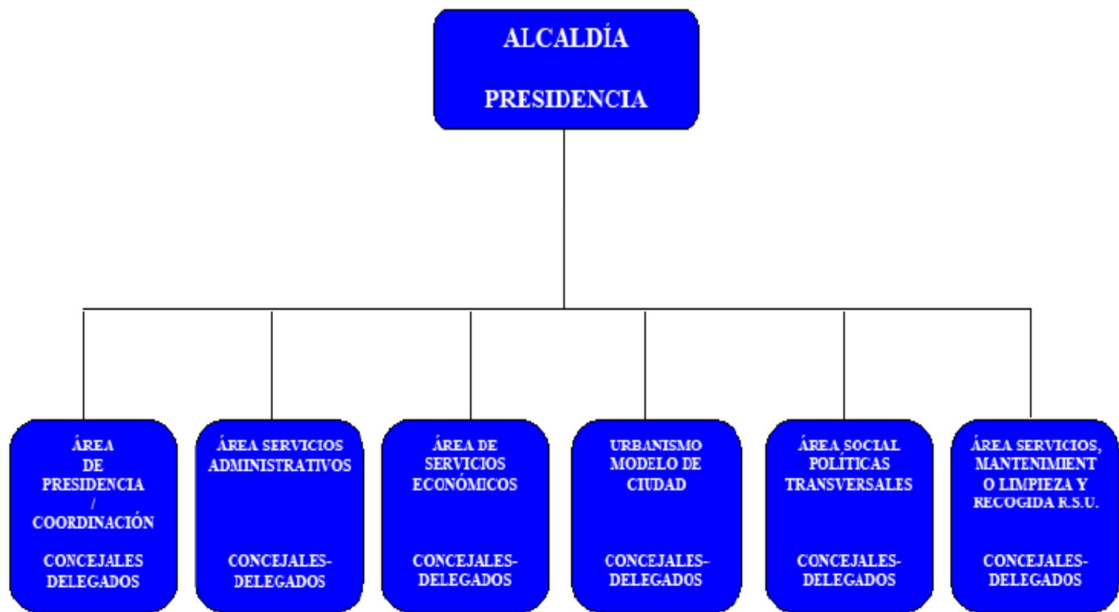 ALCALDÍA
PRESIDENCIA
ÁREA
DE
PRESIDENCIA
/
COORDINACIÓN
CONCEJALES
DELEGADOS
ÁREA SERVICIOS
ADMINISTRATIVOS
CONCEJALES-
DELEGADOS
ÁREA DE
SERVICIOS
ECONÓMICOS
CONCEJALES-
DELEGADOS
URBANISMO
MODELO DE
CIUDAD
CONCEJALES-
DELEGADOS
ÁREA SOCIAL
POLÍTICAS
TRANSVERSALES
CONCEJALES-
DELEGADOS
ÁREA SERVICIOS,
MANTENIMIENT
O LIMPIEZA Y
RECOGIDA R.S.U.
CONCEJALES-
DELEGADOS